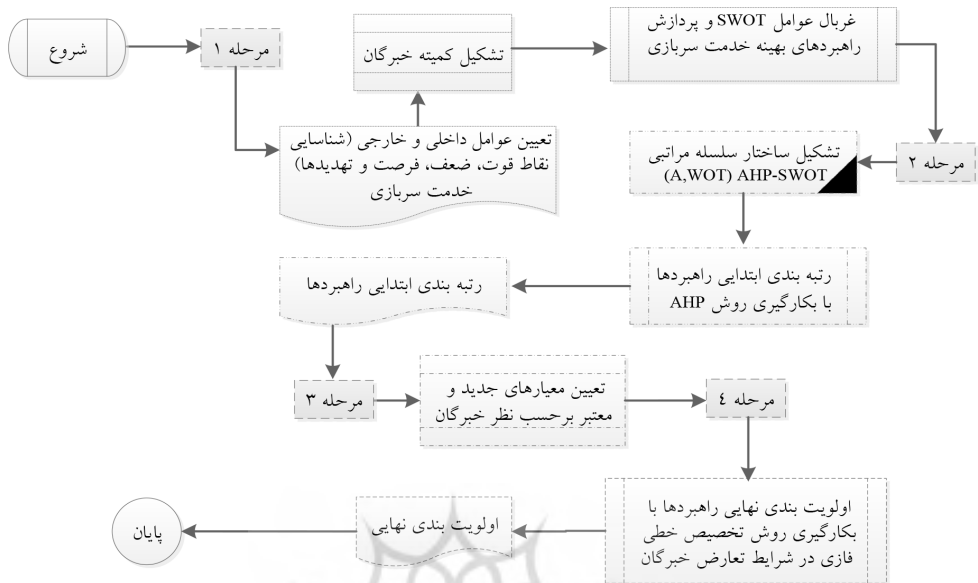 شروع
مرحله ۱
تعیین عوامل داخلی و خارجی (شناسایی
نقاط قوت، ضعف، فرصت و تهدیدها)
خدمت سربازی
تشکیل کمیته خبرگان
غربال عوامل SWOT و پردازش
راهبردهای بهینه خدمت سربازی
مرحله ۲
تشکیل ساختار سلسله مراتبی
(A,WOT) AHP-SWOT
رتبه بندی ابتدایی راهبردها
با بکارگیری روش AHP
رتبه بندی ابتدایی راهبردها
مرحله ۳
تعیین معیارهای جدید و
معتبر برحسب نظر خبرگان
مرحله ٤
اولویت بندی نهایی راهبردها با
بکارگیری روش تخصیص خطی
فازی در شرایط تعارض خبرگان
اولویت بندی نهایی
پایان